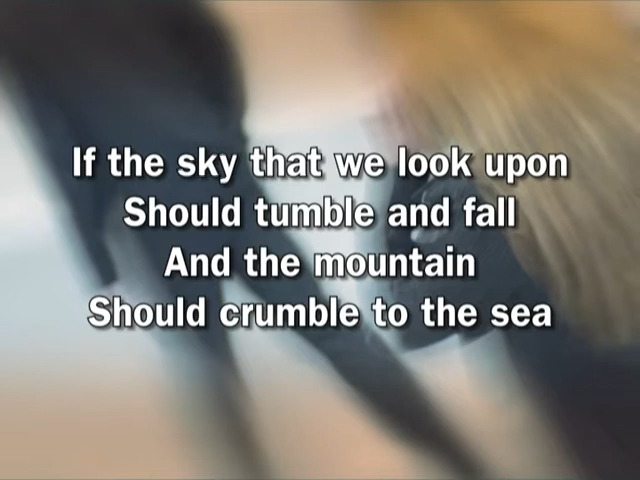 If the sky that we look upon
Should tumble and fall
And the mountain
Should crumble to the sea